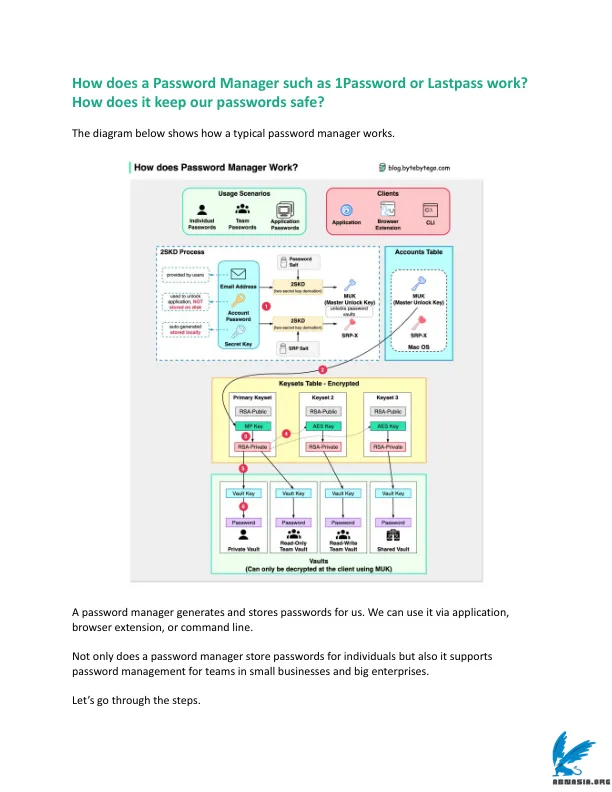 How does a Password Manager such as 1Password or Lastpass work?
How does it keep our passwords safe?
The diagram below shows how a typical password manager works.
How does Password Manager Work?
blog.bytebytego.com
Usage Scenarios
Individual
Passwords
Team
Passwords
Application
Passwords
Clients
Application
Browser
Extension
CLI
2SKD Process
provided by users
used to unlock
application, NOT
stored on disk
auto generated
stored locally
Email Address
Account
Password
Secret Key
1
Password
Salt
2SKD
(two secret key derivation)
2SKD
(two secret key derivation)
SRP Salt
MUK
(Master Unlock Key)
unlocks password
vaults
SRP-X
Accounts Table
MUK
(Master Unlock Key)
SRP-X
Mac OS
2
Keysets Table - Encrypted
Primary Keyset
RSA-Public
MP Key
3
RSA-Private
4
Keyset 2
RSA-Public
AES Key
RSA-Private
Keyset 3
RSA-Public
AES Key
RSA-Private
5
Vault Key
6
Password
Private Vault
Vault Key
Password
Read-Only
Team Vault
Vault Key
Password
Read-Write
Team Vault
Vault Key
Password
Shared Vault
Vaults
(Can only be decrypted at the client using MUK)
A password manager generates and stores passwords for us. We can use it via application,
browser extension, or command line.
Not only does a password manager store passwords for individuals but also it supports
password management for teams in small businesses and big enterprises.
Let’s go through the steps.
ABNASIA.ORG